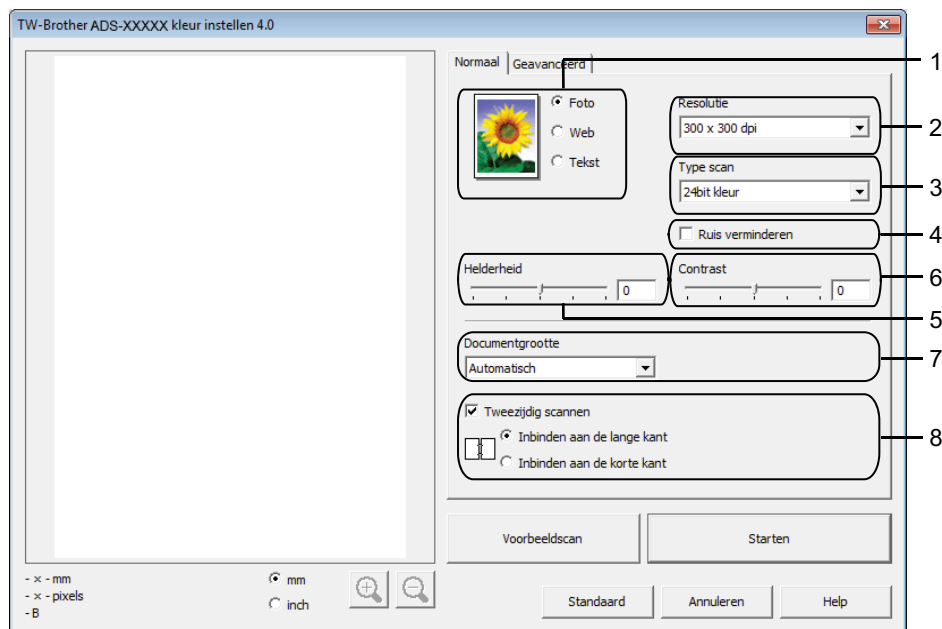 TW-Brother ADS-XXXXX kleur instellen 4.0
Normaal
Geavanceerd
1
Foto
Web
Tekst
Resolutie
300 x 300 dpi
2
Type scan
24bit kleur
3
Ruis verminderen
4
Helderheid
0
Contrast
0
6
5
Documentgrootte
Automatisch
7
Tweezijdig scannen
Inbinden aan de lange kant
Inbinden aan de korte kant
8
Voorbeeldscan
Starten
- × - mm
- × - pixels
- B
mm
inch
Standaard
Annuleren
Help